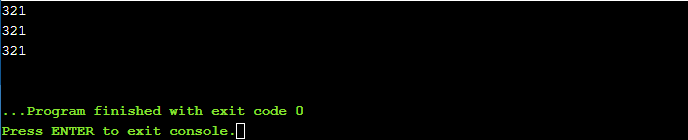 321
321
321
...Program finished with exit code 0
Press ENTER to exit console.